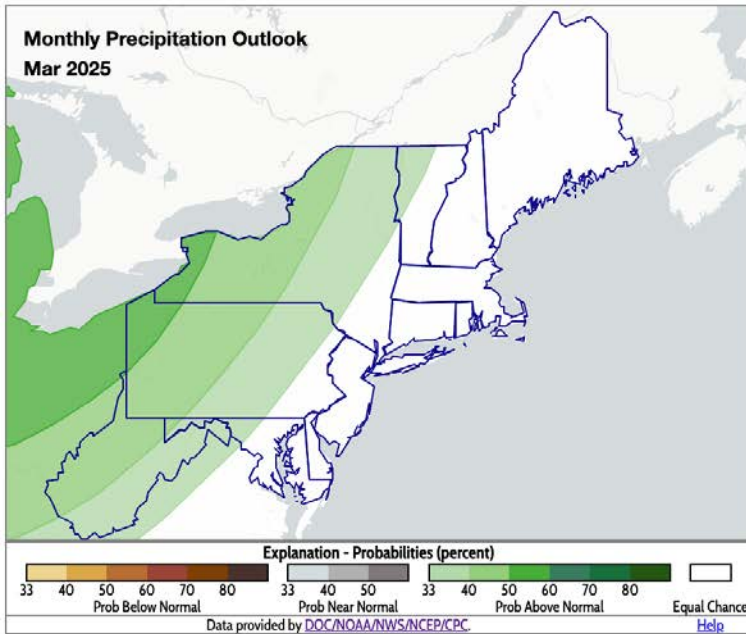 Monthly Precipitation Outlook
Mar 2025
Explanation - Probabilities (percent)
33 40 50 60 70 80 33 40 50 33 40 50 60 70 80
Prob Below Normal Prob Near Normal Prob Above Normal Equal Chance
Data provided by DOC/NOAA/NWS/NCEP/CPC. Help